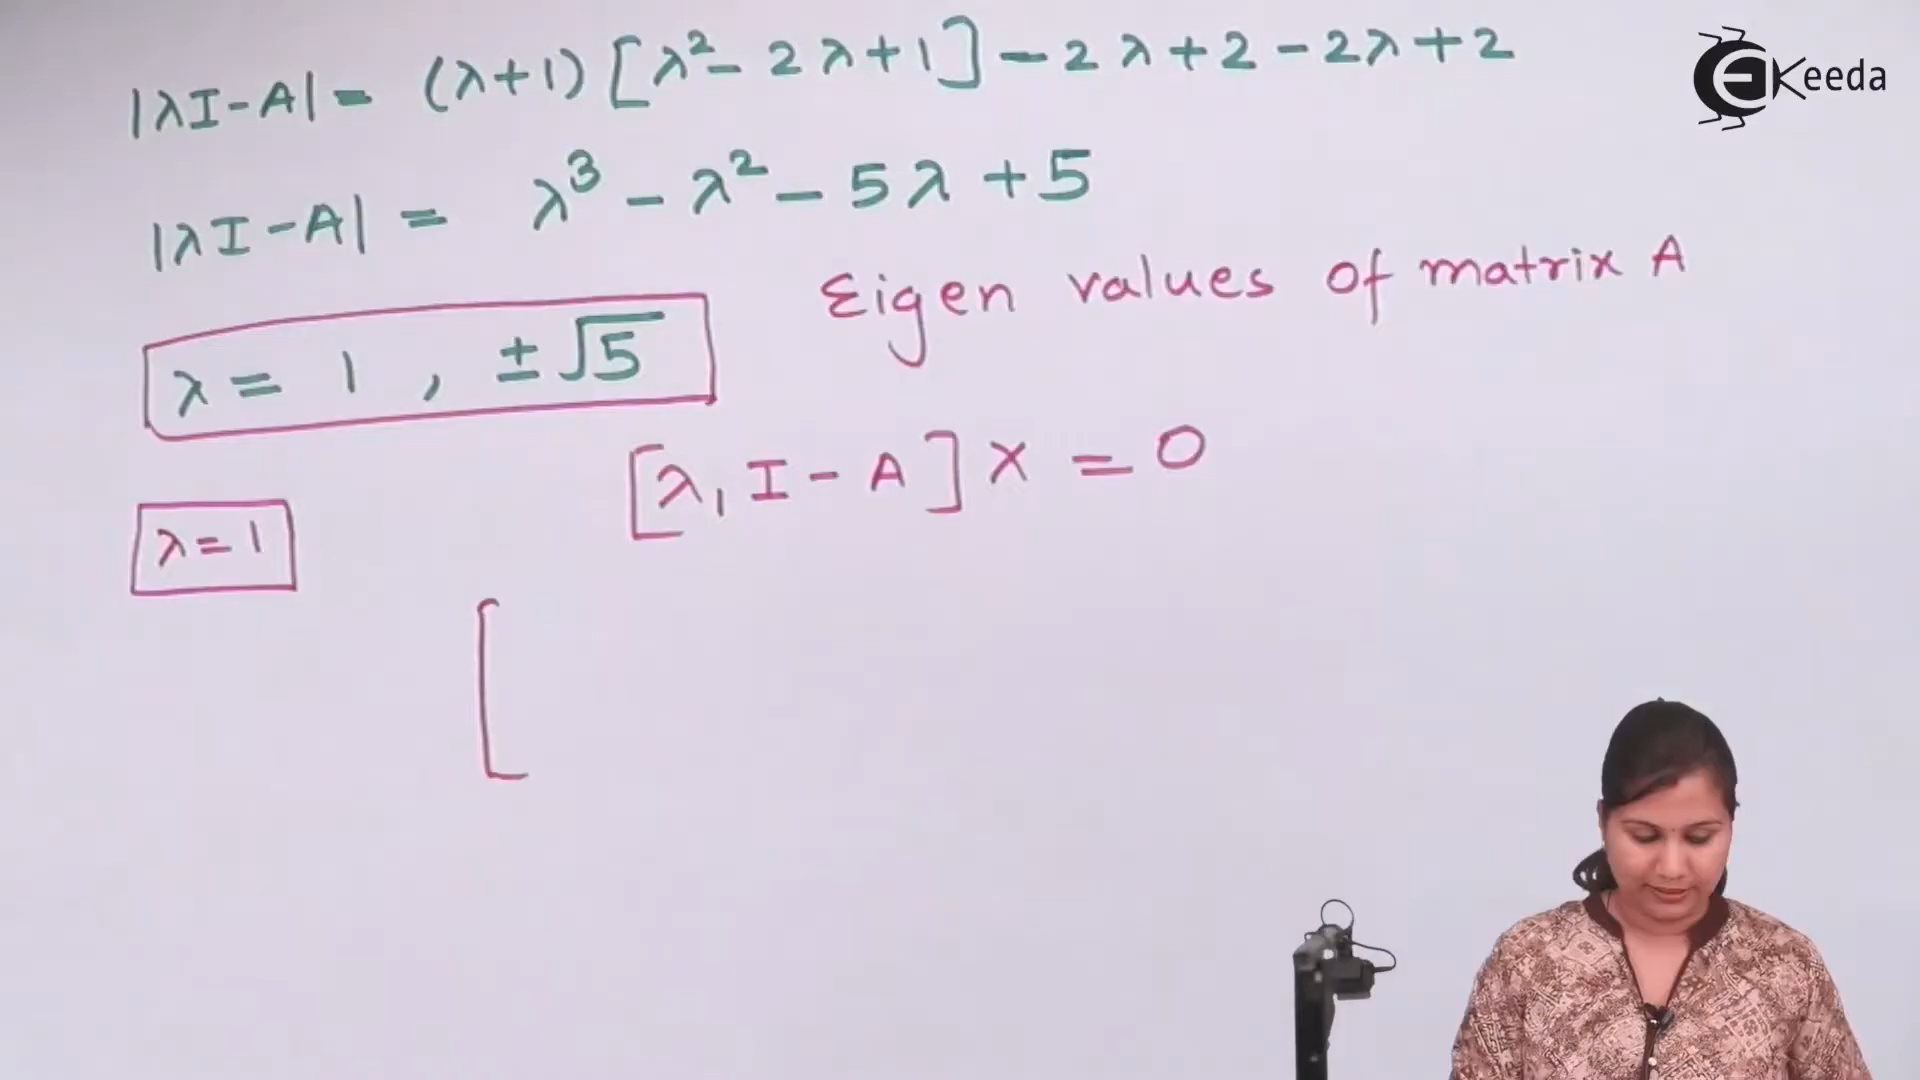 |λI-A| = (λ+1) [λ² - 2λ+1] - 2λ+2-2λ+2
Keeda
|λI-A| = λ³ - λ² - 5λ +5
Eigen values of matrix A
λ = 1 , ±√5
[λ₁ I - A] X = 0
λ=1
[